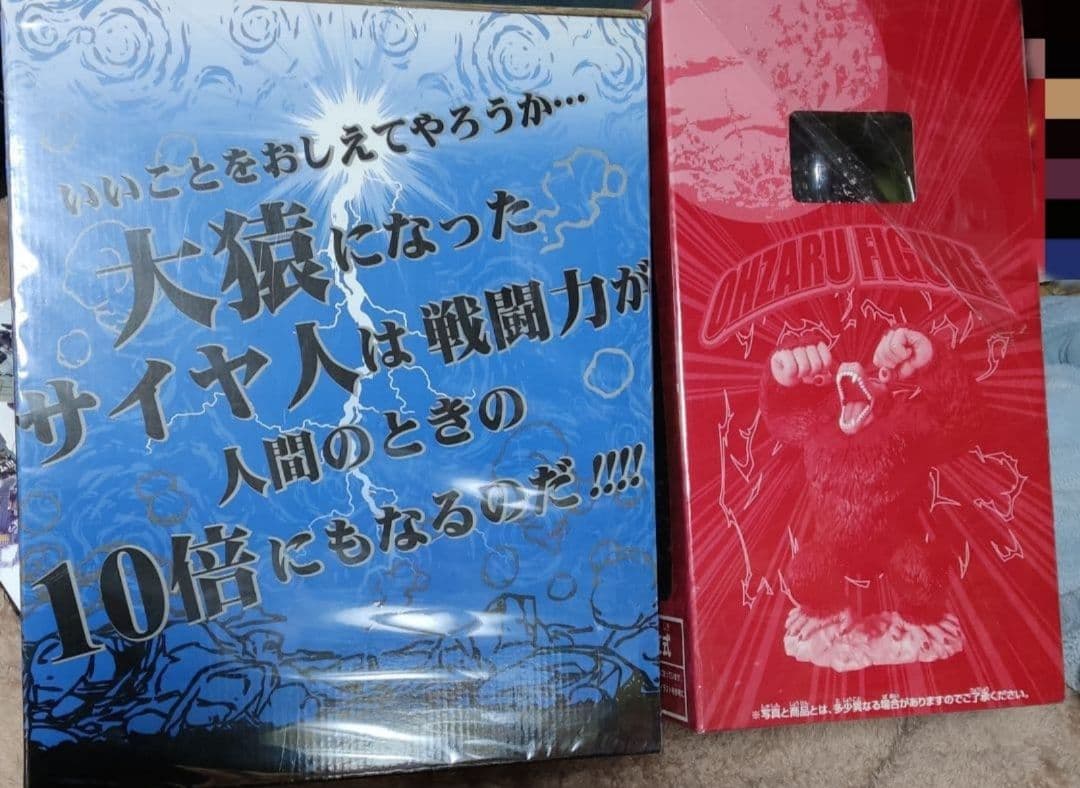 いいことをおしえてやろうか…
大猿になった
サイヤ人は戦闘力が
人間のときの
10倍にもなるのだ!!!!
OHZARU FIGURE
式
※写真と商品とは、多少異なる場合がありますのでご了承ください。